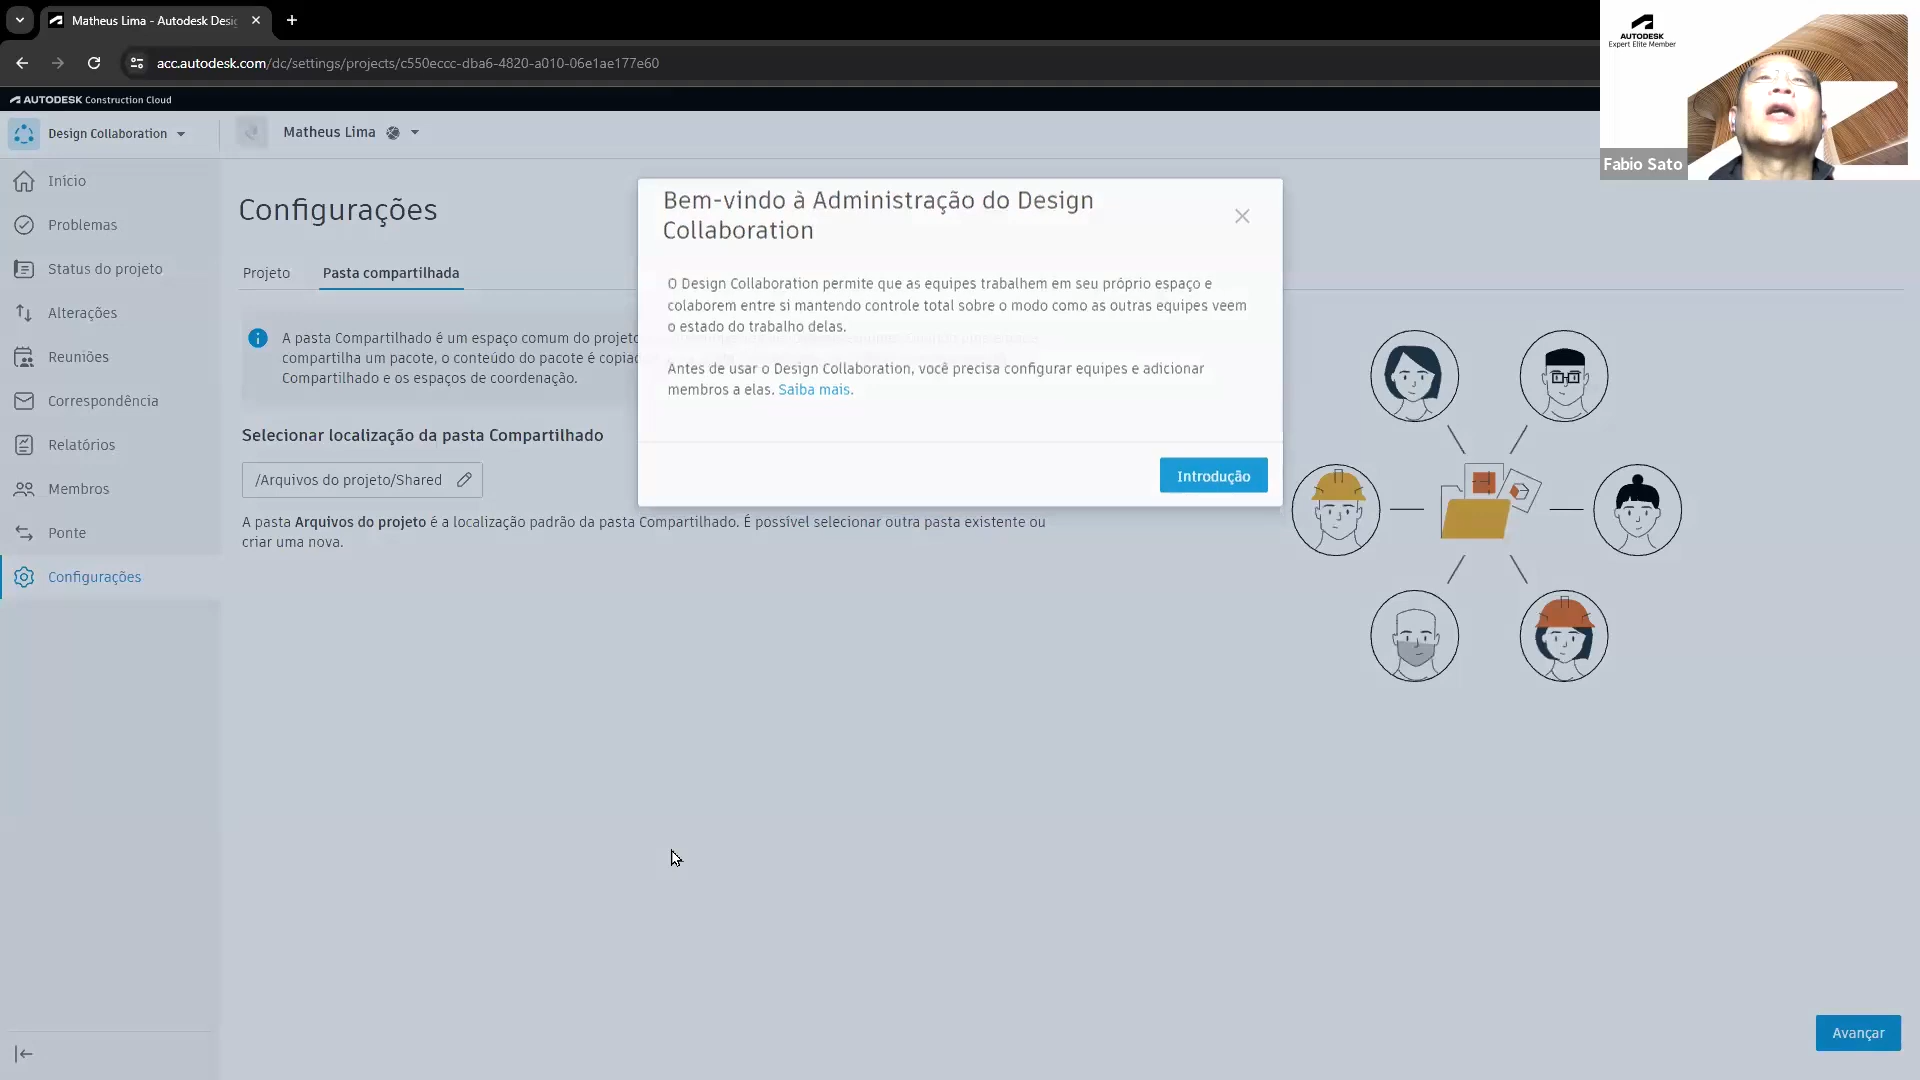 Matheus Lima - Autodesk Desi
acc.autodesk.com/dc/settings/projects/c550eccc-dba6-4820-a010-06e1ae177e60
AUTODESK Construction Cloud
Design Collaboration
Matheus Lima
AUTODESK
Expert Elite Member
Fabio Sato
Início
Problemas
Status do projeto
Alterações
Reuniões
Correspondência
Relatórios
Membros
Ponte
Configurações
Configurações
Projeto
Pasta compartilhada
A pasta Compartilhado é um espaço comum do projeto
compartilha um pacote, o conteúdo do pacote é copiad
Compartilhado e os espaços de coordenação.
Selecionar localização da pasta Compartilhado
/Arquivos do projeto/Shared
A pasta Arquivos do projeto é a localização padrão da pasta Compartilhado. É possível selecionar outra pasta existente ou
criar uma nova.
Bem-vindo à Administração do Design
Collaboration
O Design Collaboration permite que as equipes trabalhem em seu próprio espaço e
colaborem entre si mantendo controle total sobre o modo como as outras equipes veem
o estado do trabalho delas.
Antes de usar o Design Collaboration, você precisa configurar equipes e adicionar
membros a elas. Saiba mais.
Introdução
Avançar